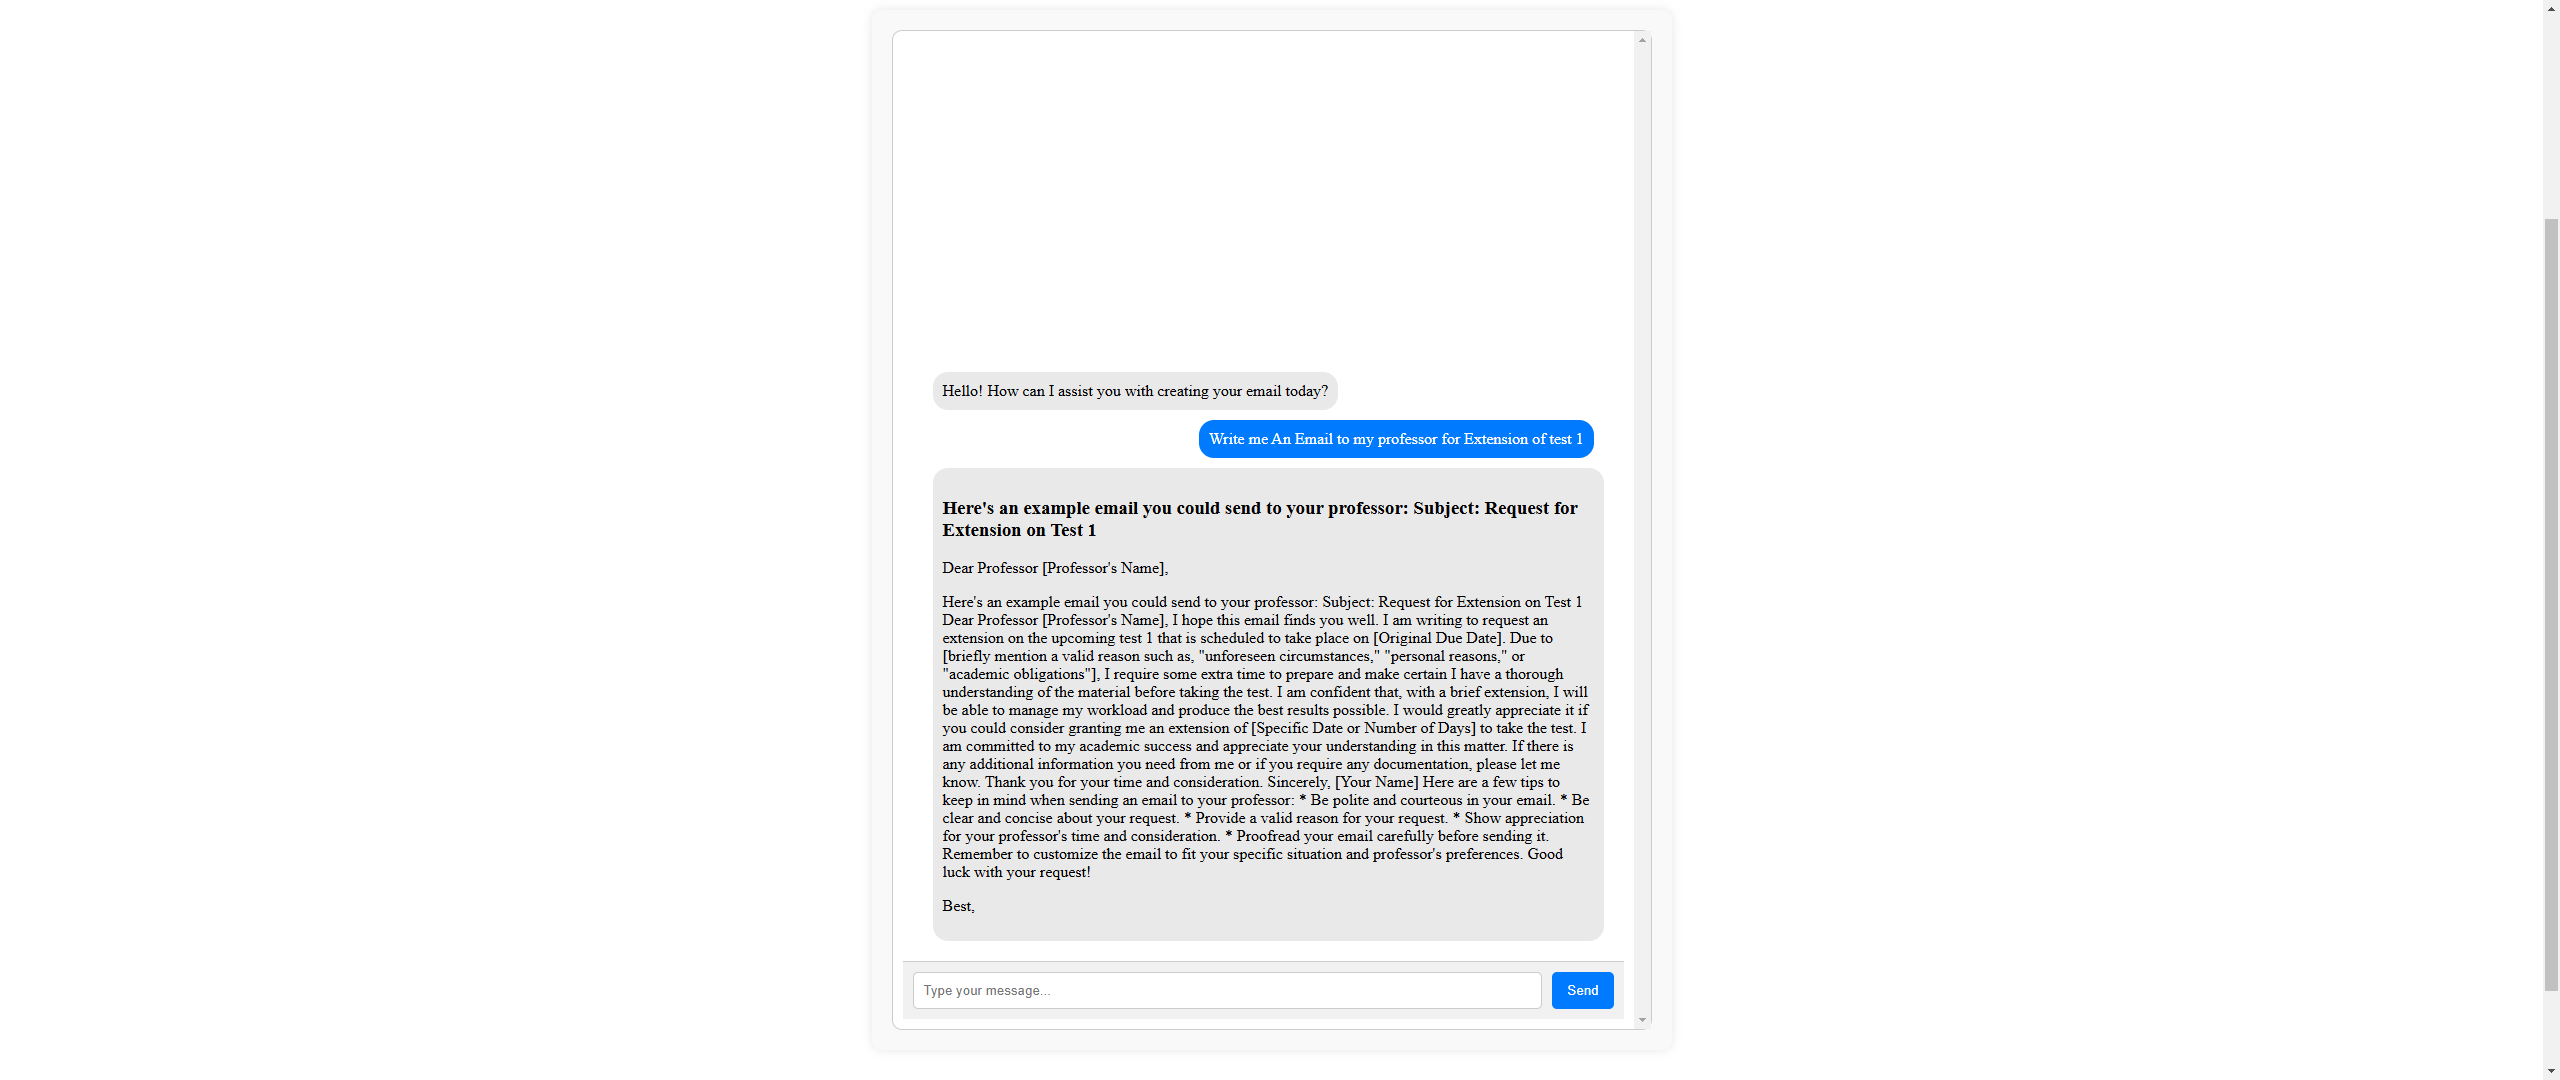 Hello! How can I assist you with creating your email today?
Write me An Email to my professor for Extension of test 1
Here's an example email you could send to your professor: Subject: Request for
Extension on Test 1
Dear Professor [Professor's Name],
Here's an example email you could send to your professor: Subject: Request for Extension on Test 1
Dear Professor [Professor's Name], I hope this email finds you well. I am writing to request an
extension on the upcoming test 1 that is scheduled to take place on [Original Due Date]. Due to
[briefly mention a valid reason such as, "unforeseen circumstances," "personal reasons," or
"academic obligations"], I require some extra time to prepare and make certain I have a thorough
understanding of the material before taking the test. I am confident that, with a brief extension, I will
be able to manage my workload and produce the best results possible. I would greatly appreciate it if
you could consider granting me an extension of [Specific Date or Number of Days] to take the test. I
am committed to my academic success and appreciate your understanding in this matter. If there is
any additional information you need from me or if you require any documentation, please let me
know. Thank you for your time and consideration. Sincerely, [Your Name] Here are a few tips to
keep in mind when sending an email to your professor: * Be polite and courteous in your email. * Be
clear and concise about your request. * Provide a valid reason for your request. * Show appreciation
for your professor's time and consideration. * Proofread your email carefully before sending it.
Remember to customize the email to fit your specific situation and professor's preferences. Good
luck with your request!
Best,
Type your message...
Send